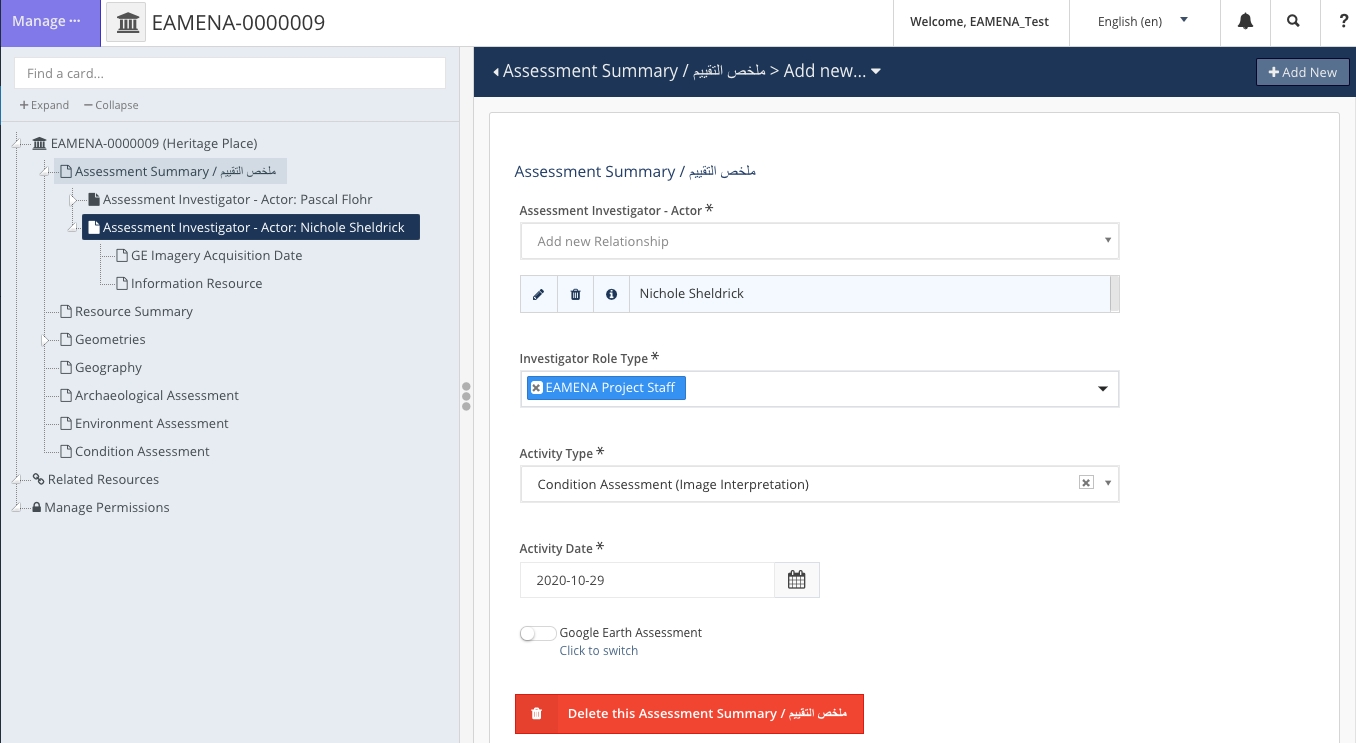 Manage ···
EAMENA-0000009
Welcome, EAMENA_Test
English (en)
?
Find a card...
+ Expand
− Collapse
EAMENA-0000009 (Heritage Place)
Assessment Summary / ملخص التقييم
Assessment Investigator - Actor: Pascal Flohr
Assessment Investigator - Actor: Nichole Sheldrick
GE Imagery Acquisition Date
Information Resource
Resource Summary
Geometries
Geography
Archaeological Assessment
Environment Assessment
Condition Assessment
Related Resources
Manage Permissions
Assessment Summary / ملخص التقييم > Add new...
+ Add New
Assessment Summary / ملخص التقييم
Assessment Investigator - Actor *
Add new Relationship
Nichole Sheldrick
Investigator Role Type *
EAMENA Project Staff
Activity Type *
Condition Assessment (Image Interpretation)
Activity Date *
2020-10-29
Google Earth Assessment
Click to switch
Delete this Assessment Summary / ملخص التقييم